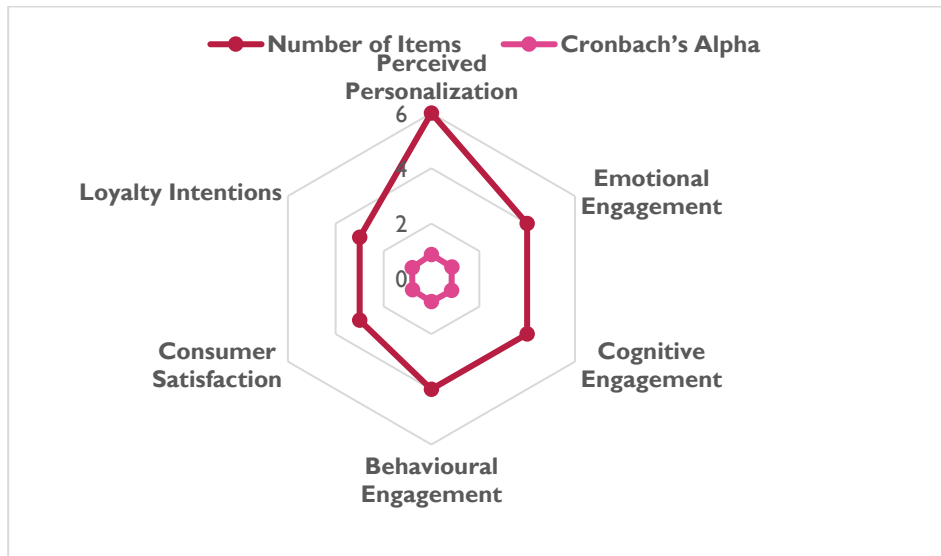 Number of Items
Cronbach’s Alpha
Perceived
Personalization
6
4
2
0
Emotional
Engagement
Cognitive
Engagement
Behavioural
Engagement
Consumer
Satisfaction
Loyalty Intentions